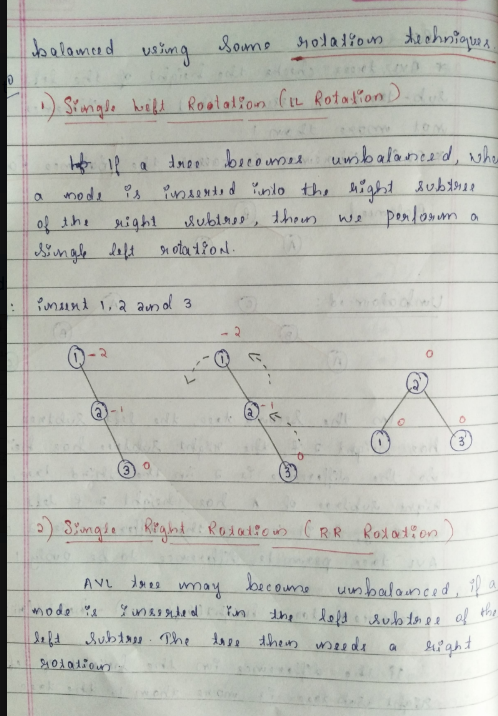 balanced using some rotation techniques
1) Single Left Rootation (LL Rotation)
If a tree becomes unbalanced, whe
a node is inserted into the right subtree
of the right subtree, then we perform a
single left rotation.
: insert 1, 2 and 3
-2 0
1 -2 1 2
2 -1 2 -1 0 0
1 3
3 0 3 0
2) Single Right Rotation (RR Rotation)
AVL tree may become unbalanced, if a
node is inserted in the left subtree of the
left subtree. The tree then needs a right
rotation.